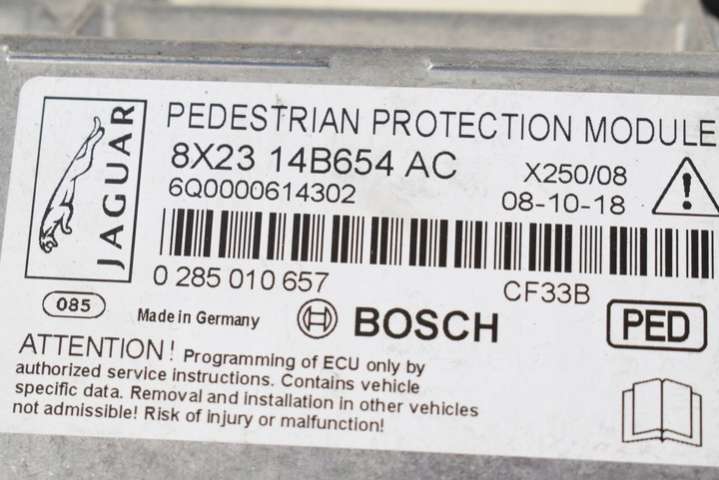 JAGUAR
PEDESTRIAN PROTECTION MODULE
8X23 14B654 AC
X250/08
6Q0000614302
08-10-18
0 285 010 657
CF33B
085
Made in Germany
BOSCH
PED
ATTENTION! Programming of ECU only by
authorized service instructions. Contains vehicle
specific data. Removal and installation in other vehicles
not admissible! Risk of Injury or malfunction!